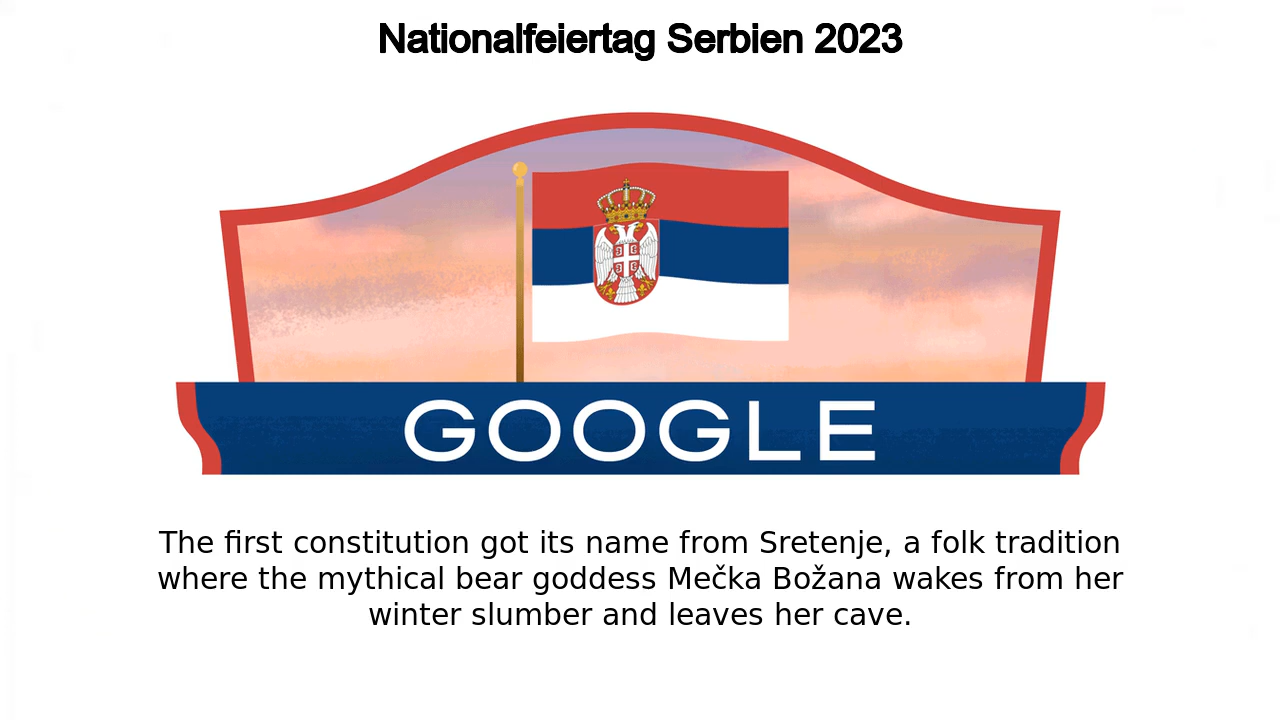 Nationalfeiertag Serbien 2023
GOOGLE
The first constitution got its name from Sretenje, a folk tradition
where the mythical bear goddess Mečka Božana wakes from her
winter slumber and leaves her cave.